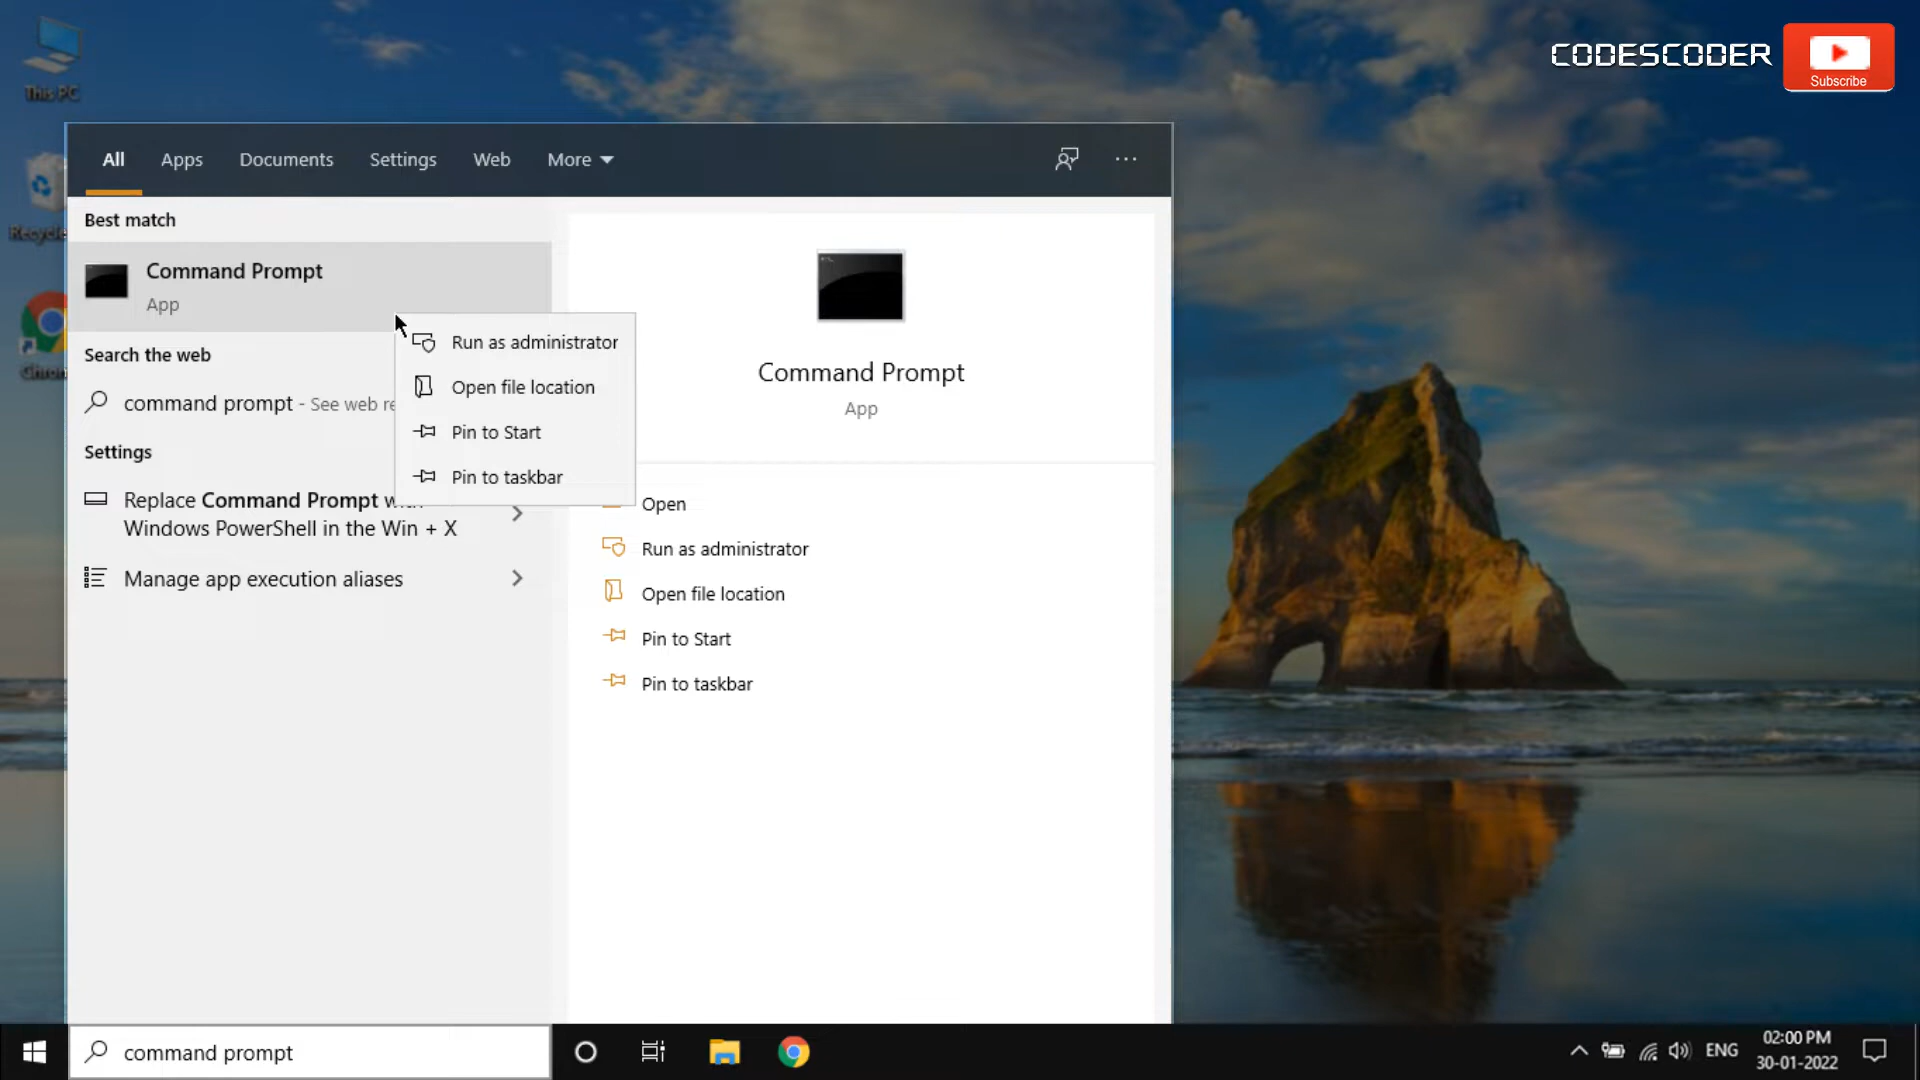 This PC
CODESCODER
Subscribe
All
Apps
Documents
Settings
Web
More
Best match
Command Prompt
App
Run as administrator
Open file location
Pin to Start
Pin to taskbar
Search the web
command prompt - See web re
Settings
Replace Command Prompt
Windows PowerShell in the Win + X
Manage app execution aliases
Command Prompt
App
Open
Run as administrator
Open file location
Pin to Start
Pin to taskbar
Recycle
Chrom
command prompt
ENG
02:00 PM
30-01-2022